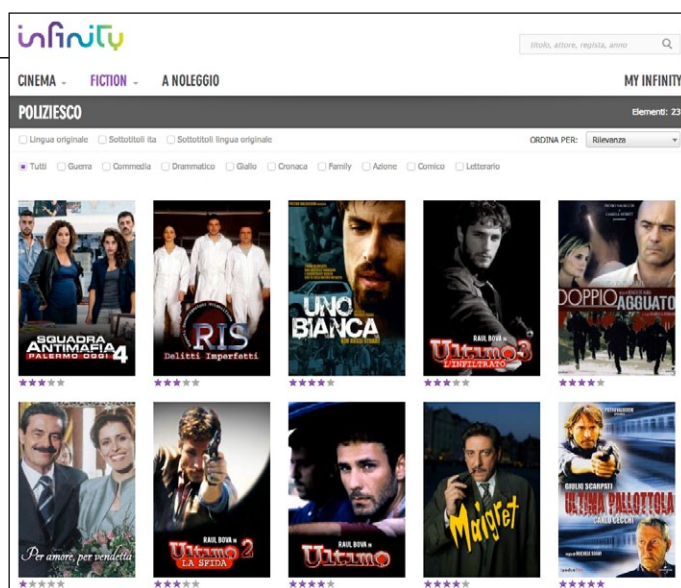 infinity
titolo, attore, regista, anno
CINEMA FICTION A NOLEGGIO MY INFINITY
POLIZIESCO Elementi: 23
Lingua originale Sottotitoli ita Sottotitoli lingua originale ORDINA PER: Rilevanza
Tutti Guerra Commedia Drammatico Giallo Cronaca Family Azione Comico Letterario
SQUADRA
ANTIMAFIA 4
PALERMO OGGI
RIS
Delitti Imperfetti
UNO
BIANCA
RAUL BOVA in
Ultimo 3
L'INFILTRATO
DOPPIO AGGUATO
Per amore, per vendetta
RAUL BOVA in
Ultimo 2
LA SFIDA
RAUL BOVA in
Ultimo
Maigret
GIULIO SCARPATI
ULTIMA PALLOTTOLA
CARLO CECCHI